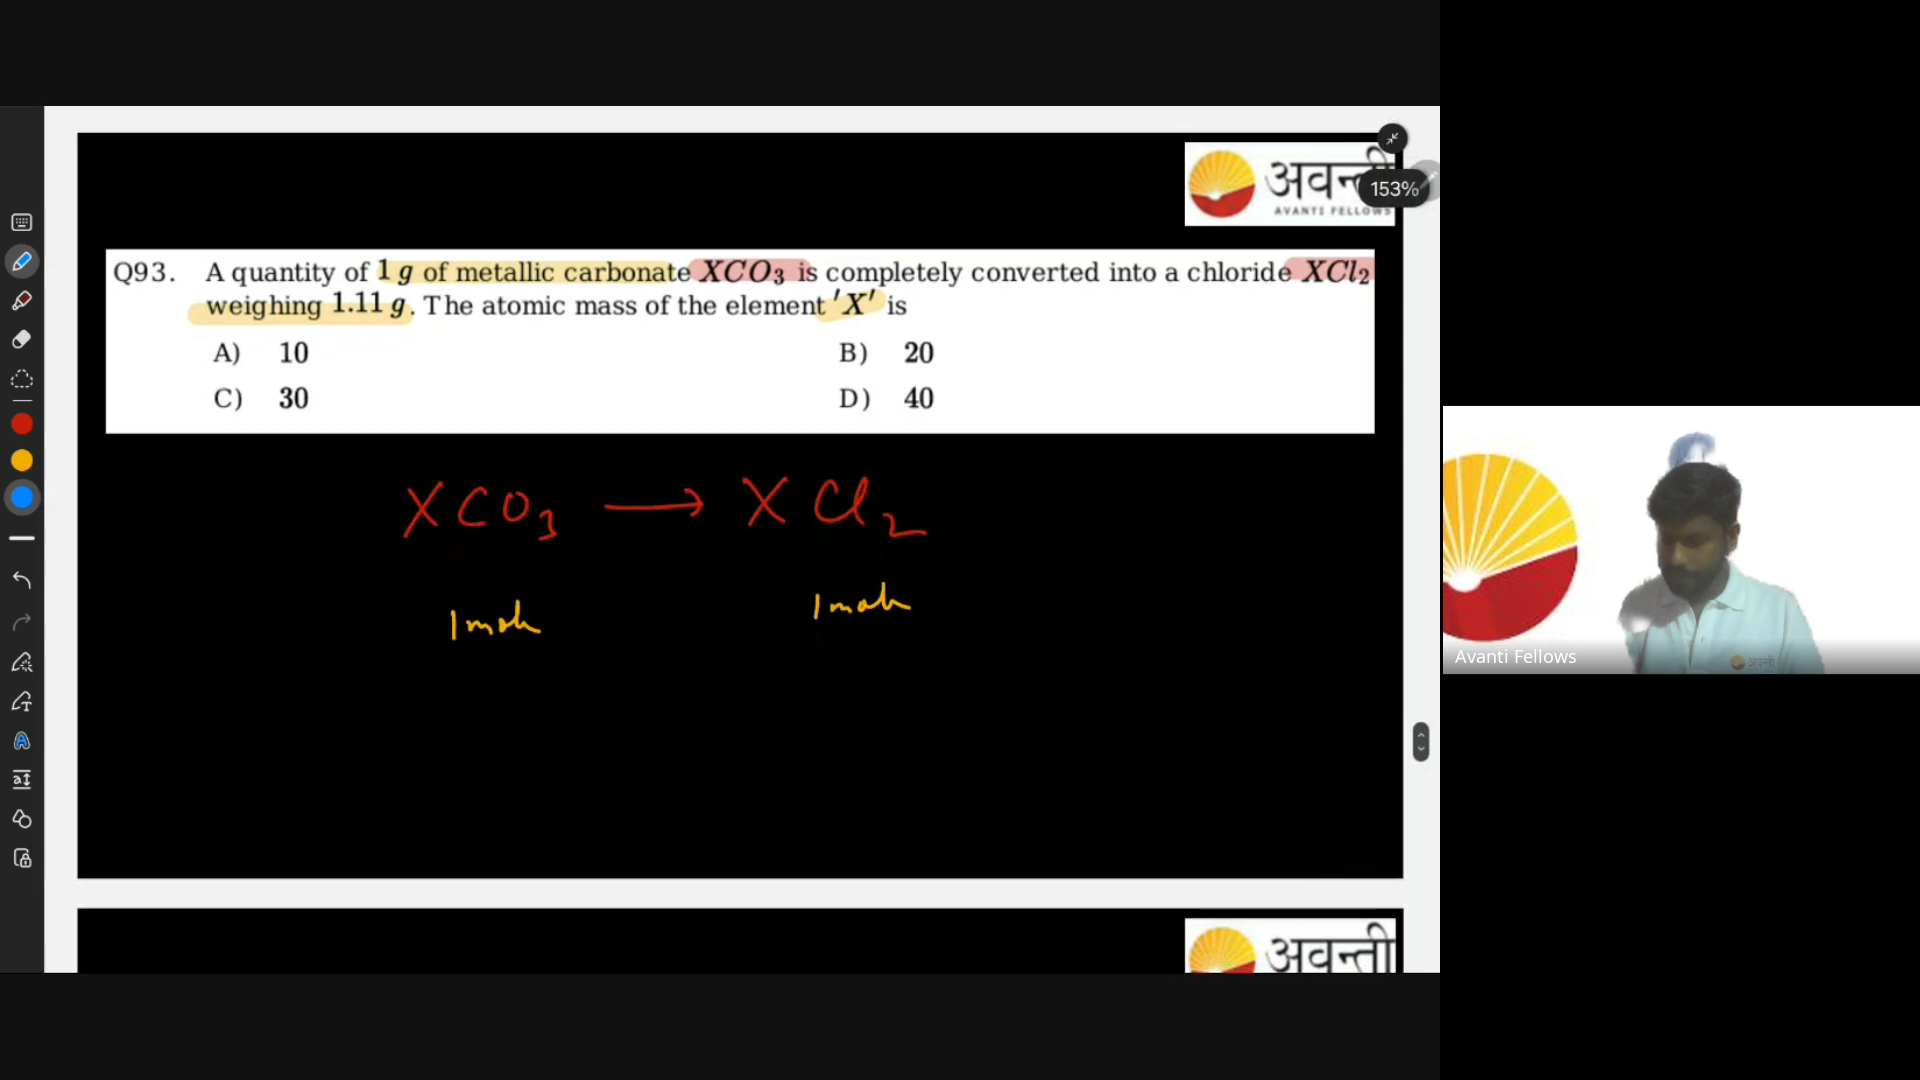 अवन्ती
AVANTI FELLOWS
153%
Q93. A quantity of 1 g of metallic carbonate XCO₃ is completely converted into a chloride XCl₂
weighing 1.11 g. The atomic mass of the element 'X' is
A) 10 B) 20
C) 30 D) 40
XCO₃ → XCl₂
1 mole 1 mole
Avanti Fellows
अवन्ती
अवन्ती